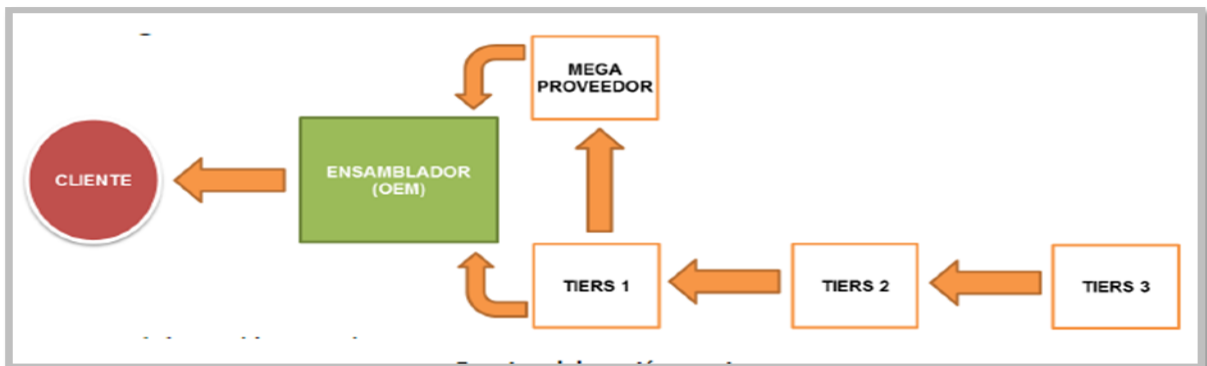 MEGA
PROVEEDOR
CLIENTE
ENSAMBLADOR
(OEM)
TIERS 1
TIERS 2
TIERS 3